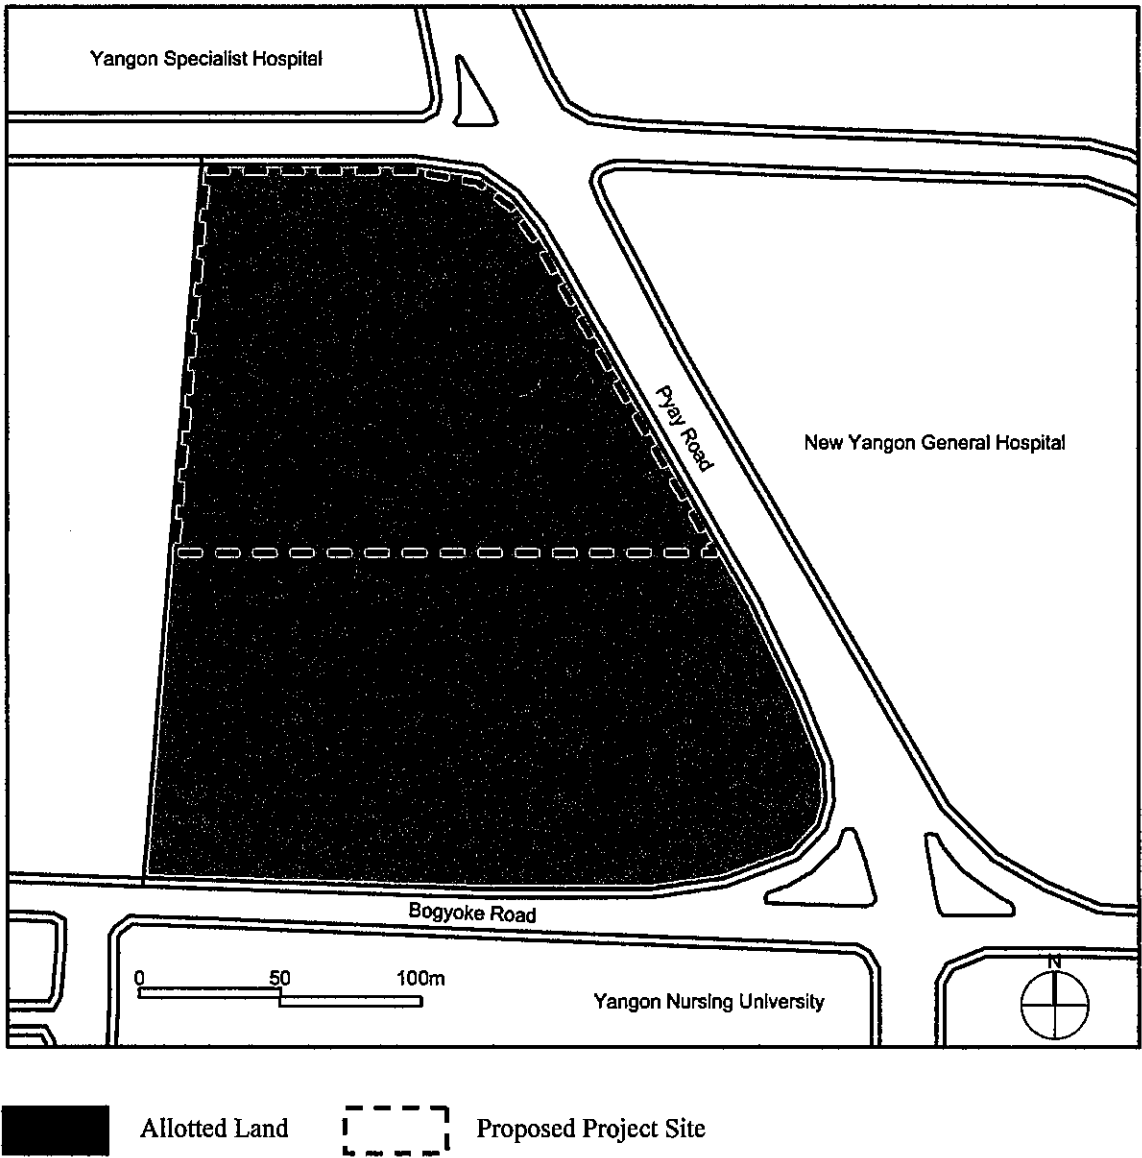 Yangon Specialist Hospital
Pyay Road
New Yangon General Hospital
Bogyoke Road
0 50 100m
Yangon Nursing University
N
Allotted Land
Proposed Project Site